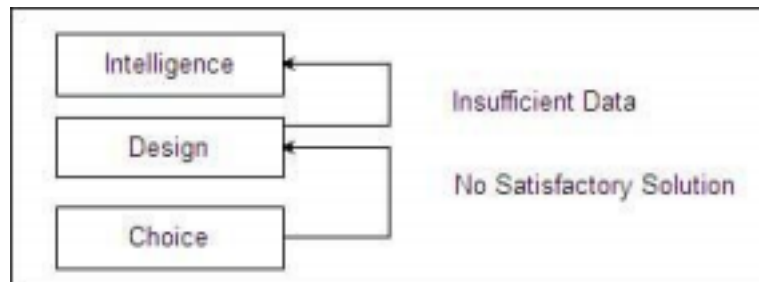 Intelligence
Insufficient Data
Design
No Satisfactory Solution
Choice